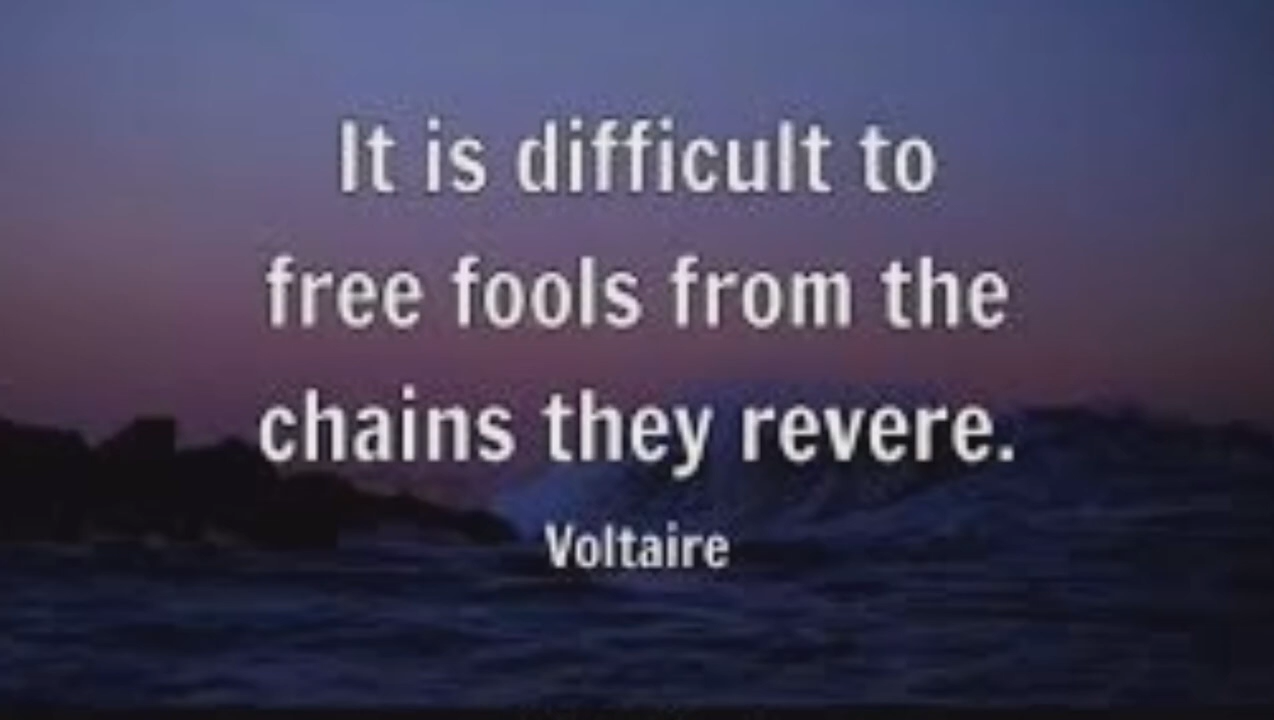 It is difficult to
free fools from the
chains they revere.
Voltaire